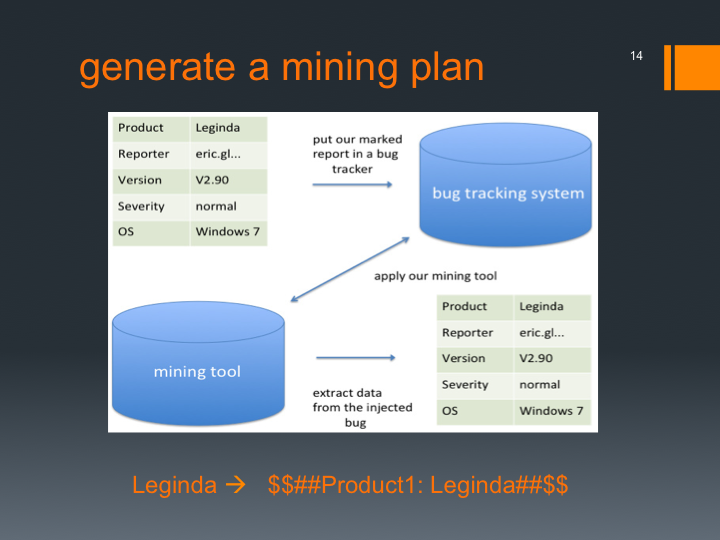 generate a mining plan
14
Product Leginda
Reporter eric.gl...
Version V2.90
Severity normal
OS Windows 7
put our marked
report in a bug
tracker
bug tracking system
apply our mining tool
mining tool
extract data
from the injected
bug
Product Leginda
Reporter eric.gl...
Version V2.90
Severity normal
OS Windows 7
Leginda → $$##Product1: Leginda##$$